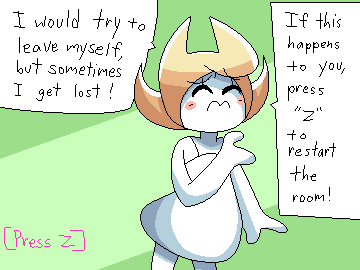 I would try to
leave myself,
but sometimes
I get lost!
If this
happens
to you,
press
"Z"
to
restart
the
room!
[Press Z]